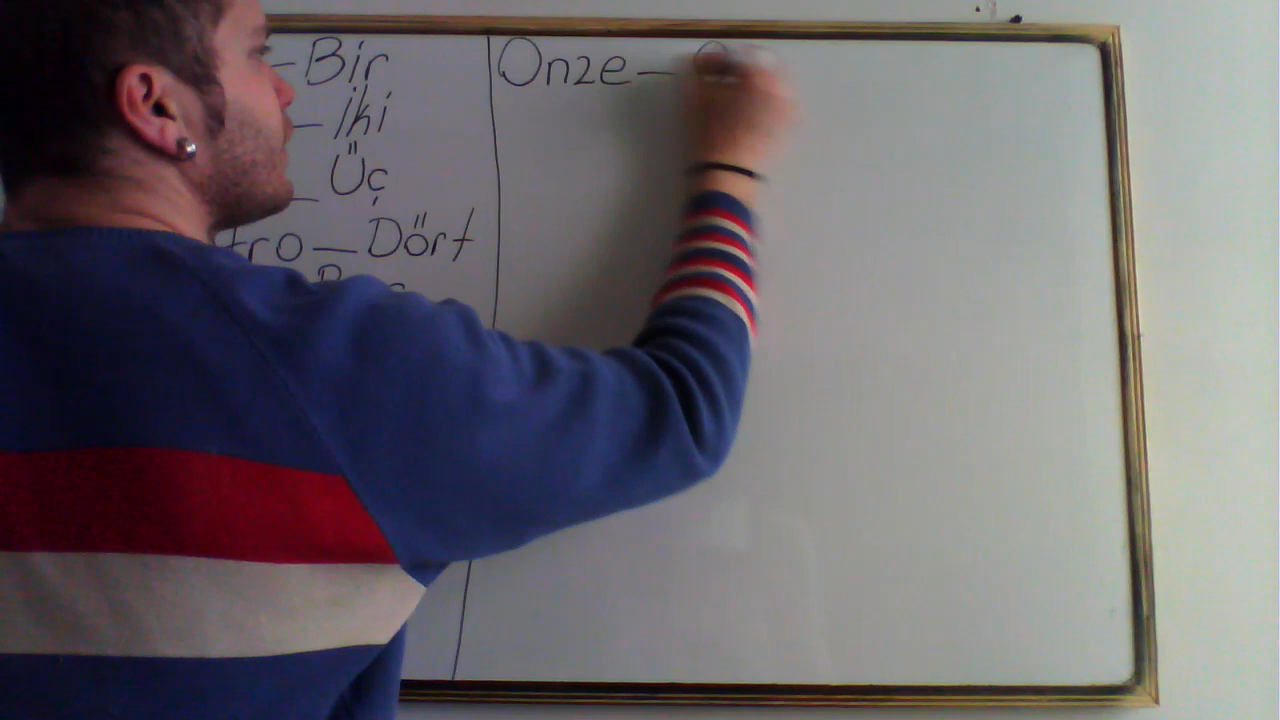 Bir
İki
Üç
tro — Dört
Onze —